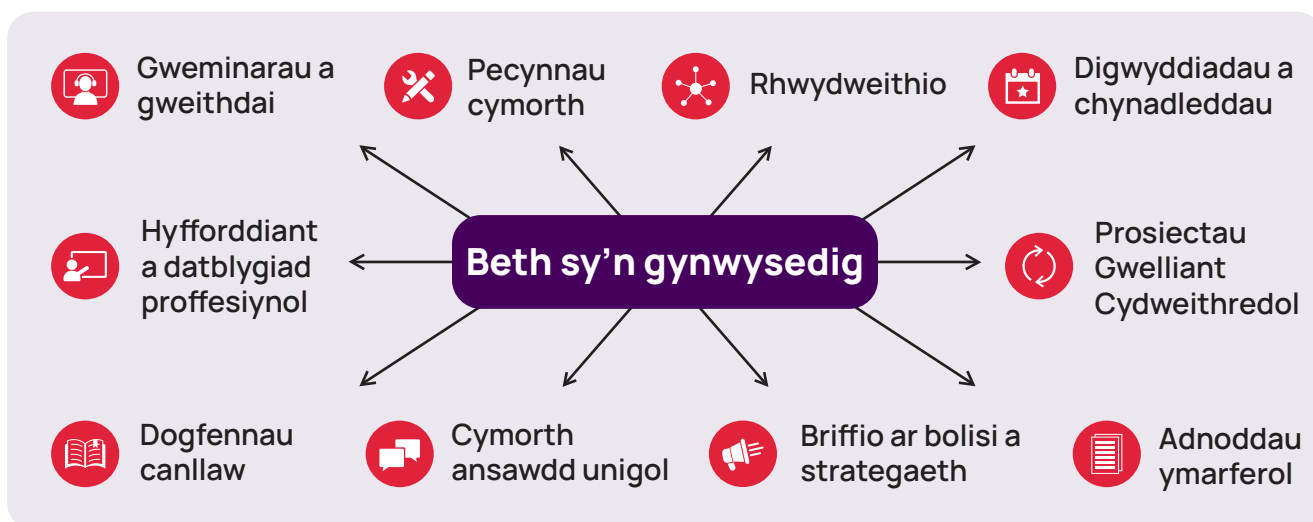 Gweminarau a
gweithdai
Pecynnau
cymorth
Rhwydweithio
Digwyddiadau a
chynadleddau
Hyfforddiant
a datblygiad
proffesiynol
Beth sy’n gynwysedig
Prosiectau
Gwelliant
Cydweithredol
Dogfennau
canllaw
Cymorth
ansawdd unigol
Briffio ar bolisi a
strategaeth
Adnoddau
ymarferol